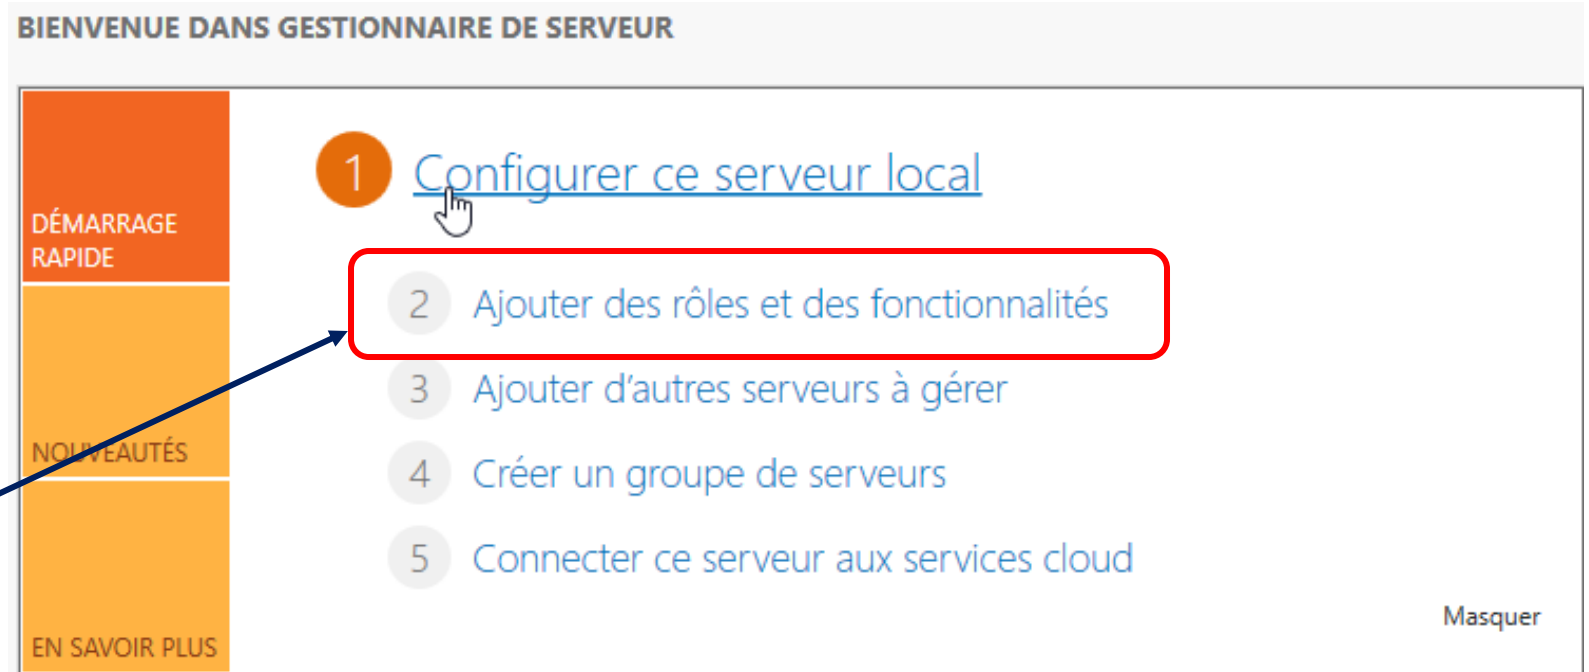 BIENVENUE DANS GESTIONNAIRE DE SERVEUR
1 Configurer ce serveur local
DÉMARRAGE
RAPIDE
2 Ajouter des rôles et des fonctionnalités
3 Ajouter d’autres serveurs à gérer
NOUVEAUTÉS
4 Créer un groupe de serveurs
5 Connecter ce serveur aux services cloud
Masquer
EN SAVOIR PLUS